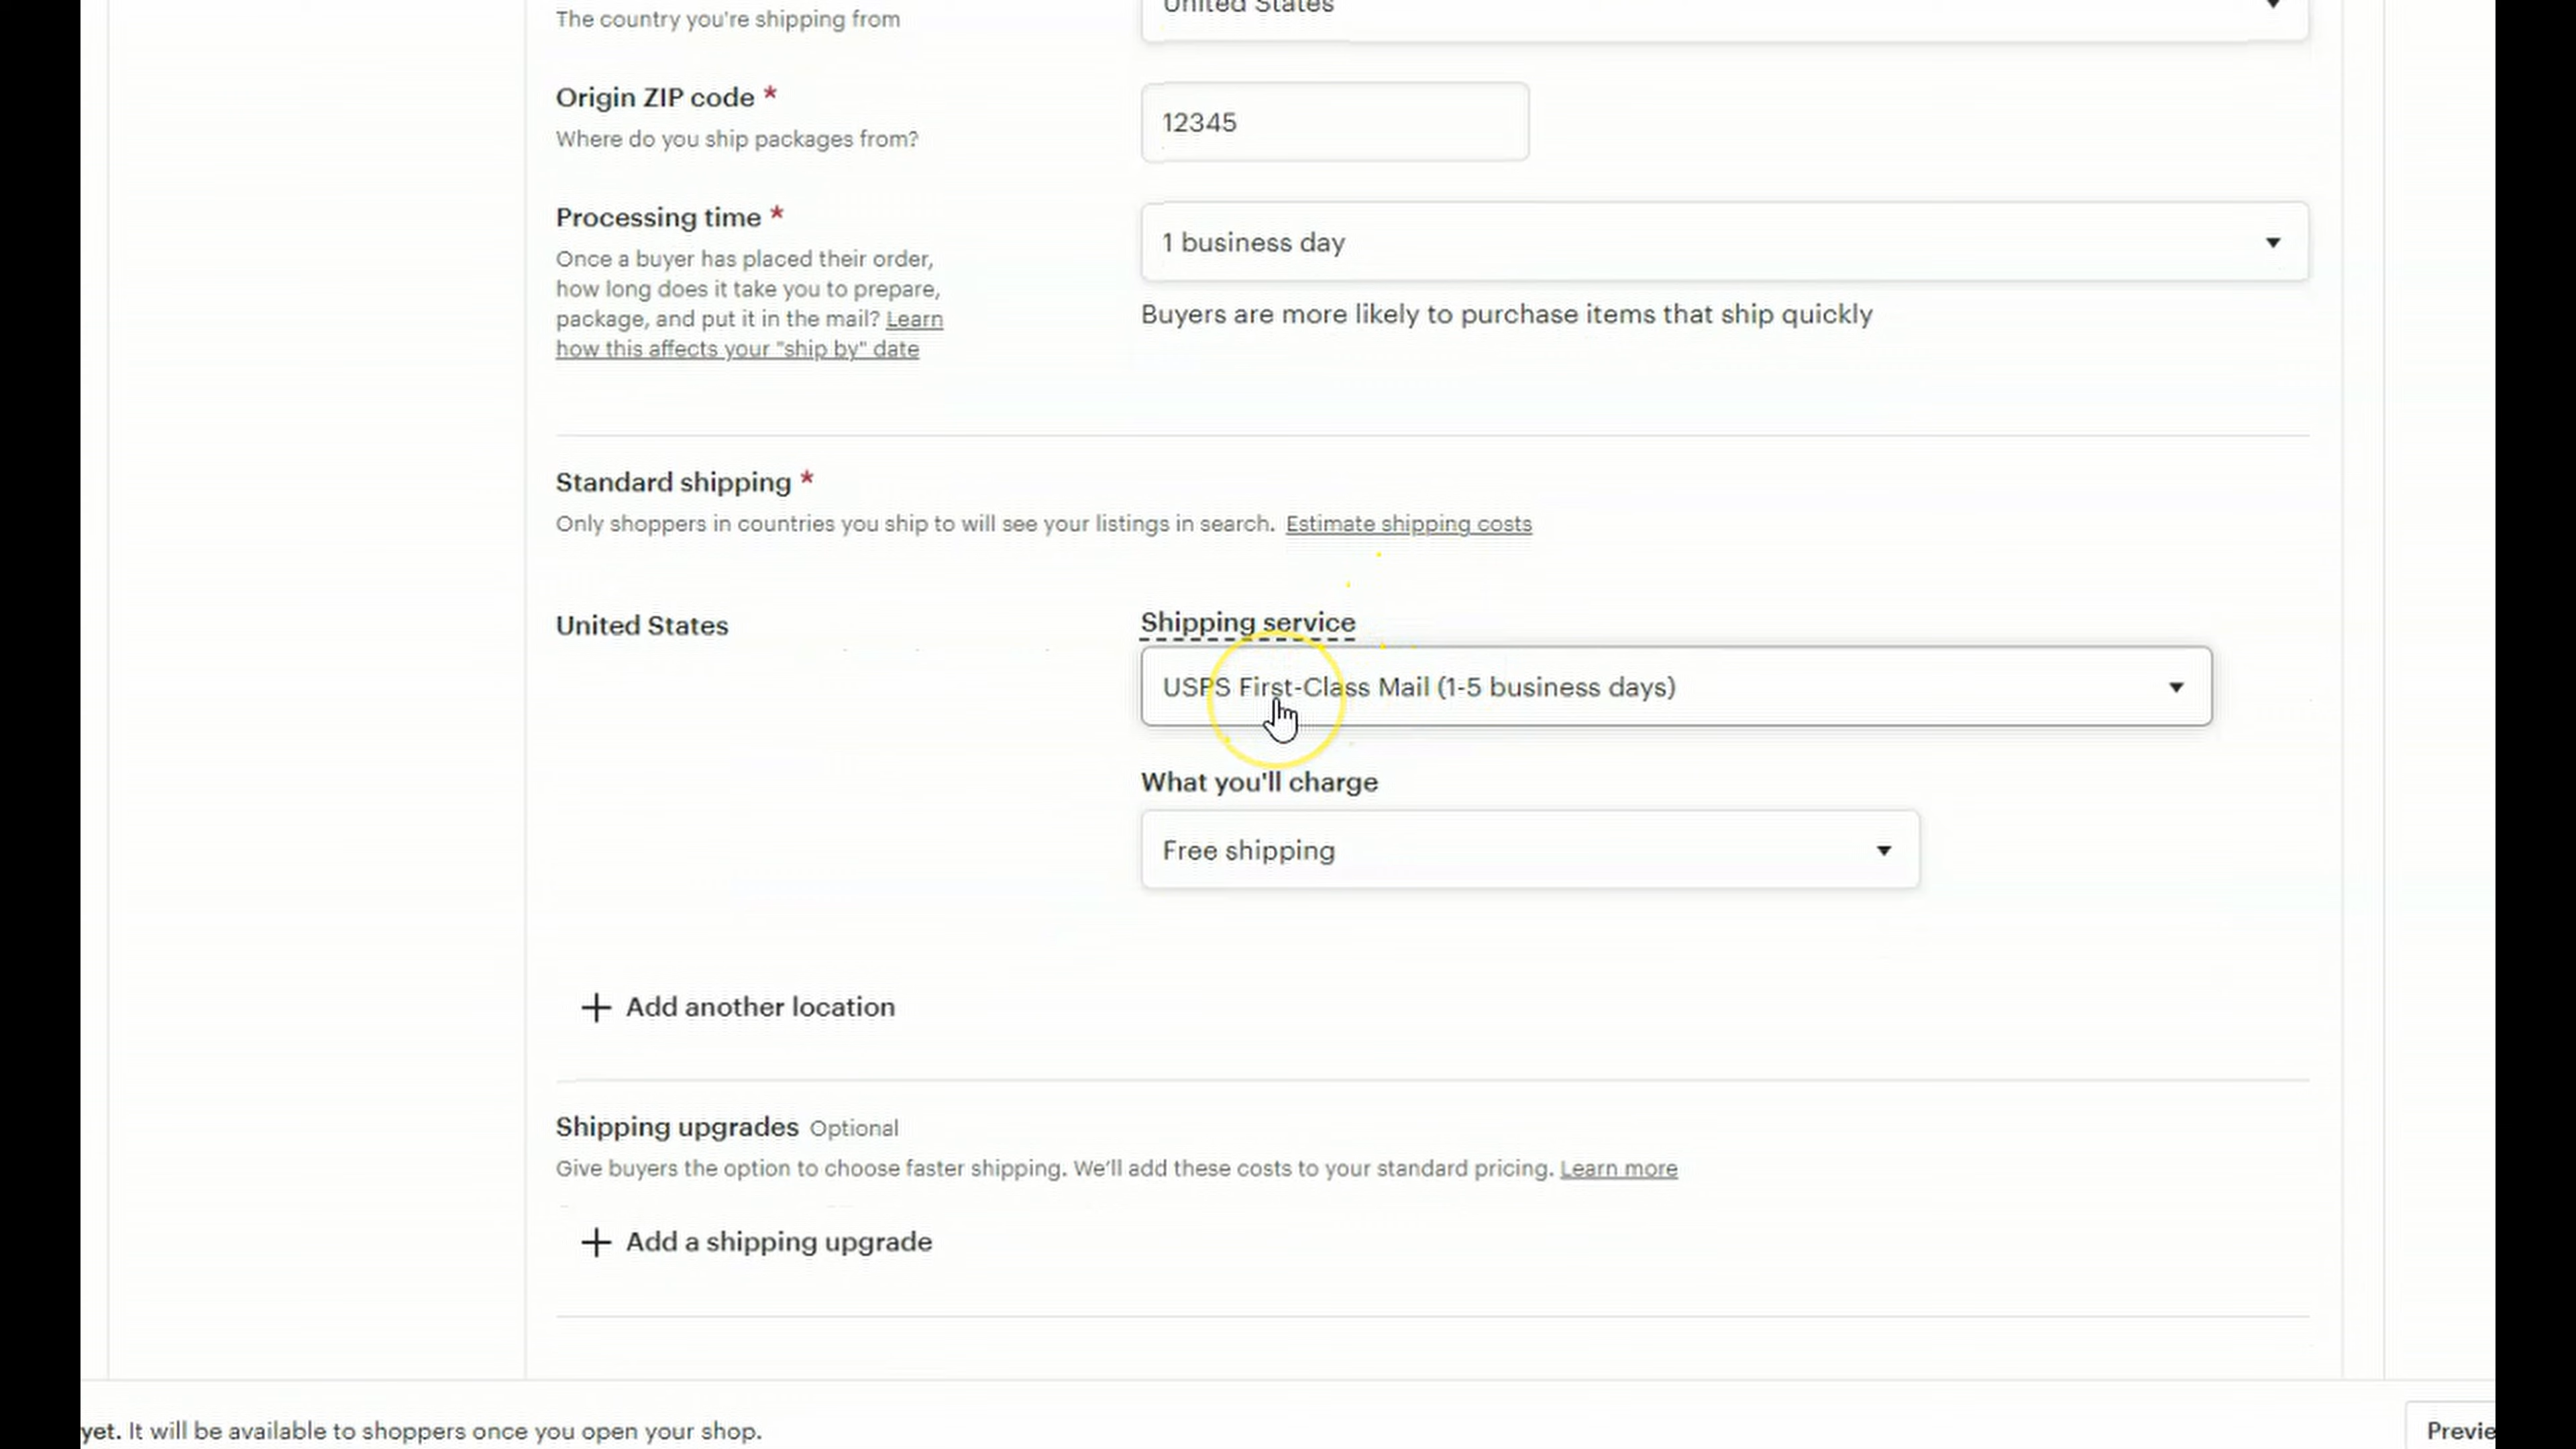 The country you're shipping from
United States
Origin ZIP code *
Where do you ship packages from?
12345
Processing time *
Once a buyer has placed their order,
how long does it take you to prepare,
package, and put it in the mail? Learn
how this affects your "ship by" date
1 business day
Buyers are more likely to purchase items that ship quickly
Standard shipping *
Only shoppers in countries you ship to will see your listings in search. Estimate shipping costs
United States
Shipping service
USPS First-Class Mail (1-5 business days)
What you'll charge
Free shipping
+ Add another location
Shipping upgrades Optional
Give buyers the option to choose faster shipping. We'll add these costs to your standard pricing. Learn more
+ Add a shipping upgrade
yet. It will be available to shoppers once you open your shop.
Previe